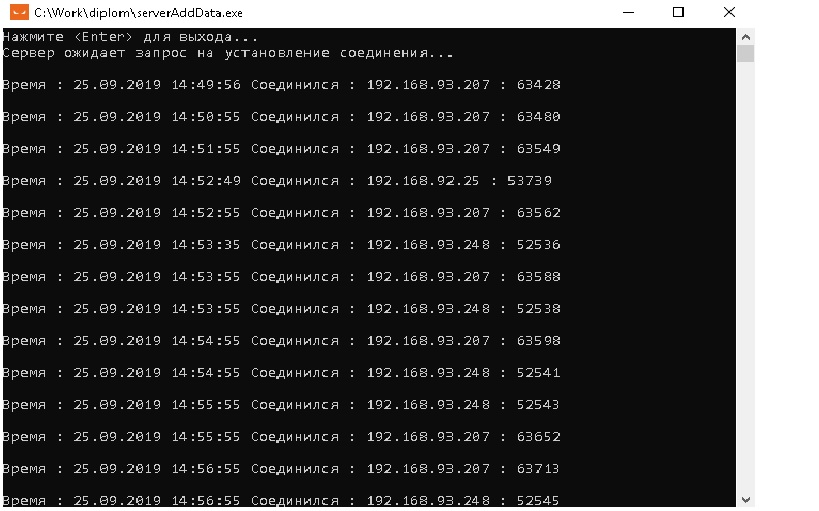 C:\Work\diplom\serverAddData.exe
Нажмите <Enter> для выхода...
Сервер ожидает запрос на установление соединения...
Время : 25.09.2019 14:49:56 Соединился : 192.168.93.207 : 63428
Время : 25.09.2019 14:50:55 Соединился : 192.168.93.207 : 63480
Время : 25.09.2019 14:51:55 Соединился : 192.168.93.207 : 63549
Время : 25.09.2019 14:52:49 Соединился : 192.168.92.25 : 53739
Время : 25.09.2019 14:52:55 Соединился : 192.168.93.207 : 63562
Время : 25.09.2019 14:53:35 Соединился : 192.168.93.248 : 52536
Время : 25.09.2019 14:53:55 Соединился : 192.168.93.207 : 63588
Время : 25.09.2019 14:53:55 Соединился : 192.168.93.248 : 52538
Время : 25.09.2019 14:54:55 Соединился : 192.168.93.207 : 63598
Время : 25.09.2019 14:54:55 Соединился : 192.168.93.248 : 52541
Время : 25.09.2019 14:55:55 Соединился : 192.168.93.248 : 52543
Время : 25.09.2019 14:55:55 Соединился : 192.168.93.207 : 63652
Время : 25.09.2019 14:56:55 Соединился : 192.168.93.207 : 63713
Время : 25.09.2019 14:56:55 Соединился : 192.168.93.248 : 52545